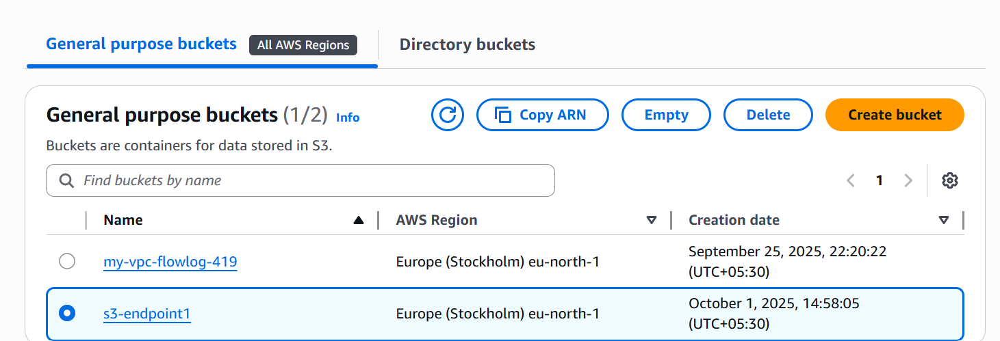 General purpose buckets All AWS Regions Directory buckets
General purpose buckets (1/2) Info Copy ARN Empty Delete Create bucket
Buckets are containers for data stored in S3.
Find buckets by name 1
Name AWS Region Creation date
my-vpc-flowlog-419 Europe (Stockholm) eu-north-1 September 25, 2025, 22:20:22
(UTC+05:30)
s3-endpoint1 Europe (Stockholm) eu-north-1 October 1, 2025, 14:58:05
(UTC+05:30)